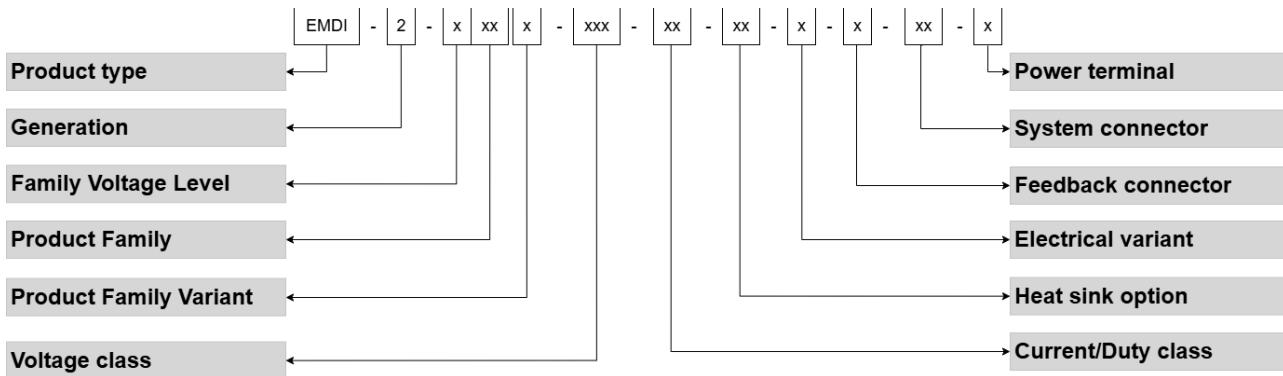 EMDI - 2 - x xx x - xxx - xx - xx - x - x - xx - x
Product type
Power terminal
Generation
System connector
Family Voltage Level
Feedback connector
Product Family
Electrical variant
Product Family Variant
Heat sink option
Voltage class
Current/Duty class